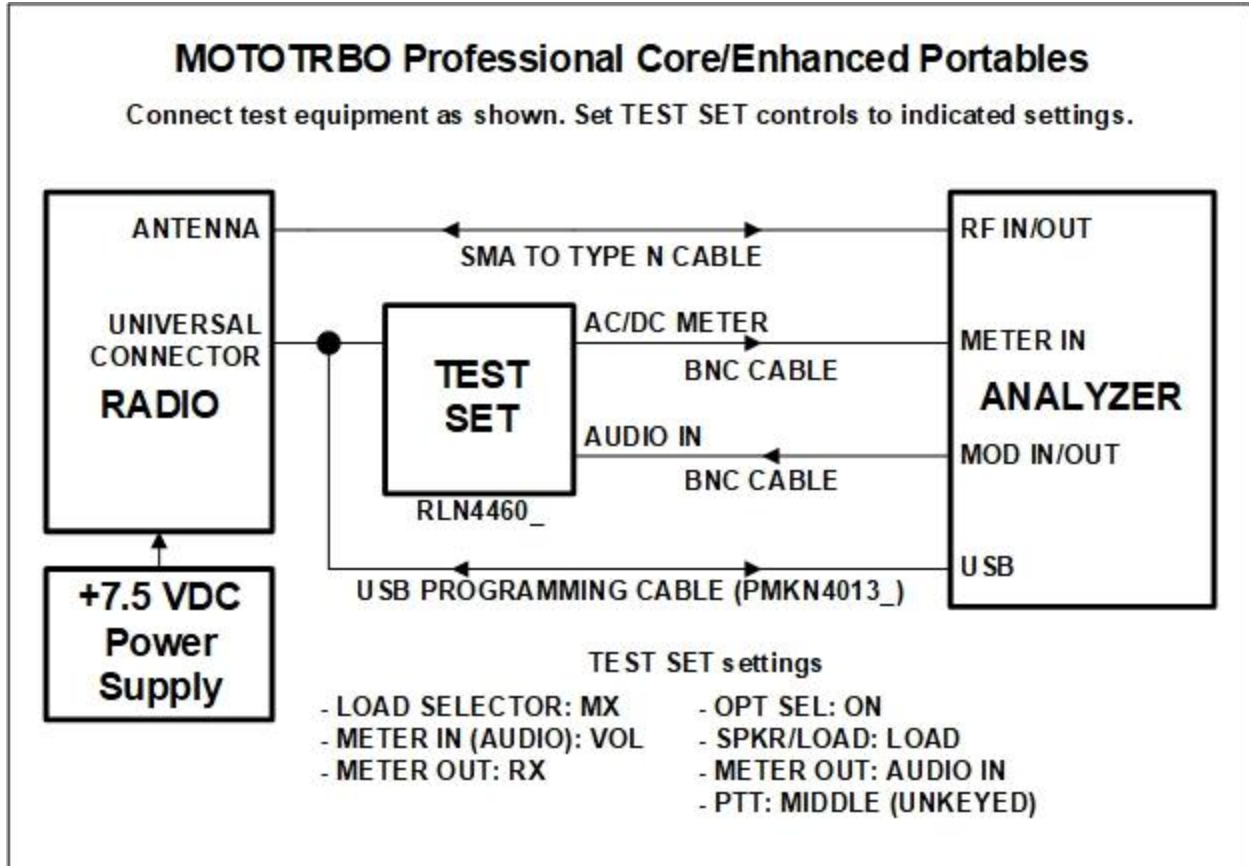 MOTOTRBO Professional Core/Enhanced Portables
Connect test equipment as shown. Set TEST SET controls to indicated settings.
ANTENNA
SMA TO TYPE N CABLE
RF IN/OUT
UNIVERSAL
CONNECTOR
RADIO
TEST
SET
RLN4460_
AC/DC METER
BNC CABLE
METER IN
ANALYZER
AUDIO IN
BNC CABLE
MOD IN/OUT
USB PROGRAMMING CABLE (PMKN4013_)
USB
+7.5 VDC
Power
Supply
TEST SET settings
- LOAD SELECTOR: MX
- METER IN (AUDIO): VOL
- METER OUT: RX
- OPT SEL: ON
- SPKR/LOAD: LOAD
- METER OUT: AUDIO IN
- PTT: MIDDLE (UNKEYED)